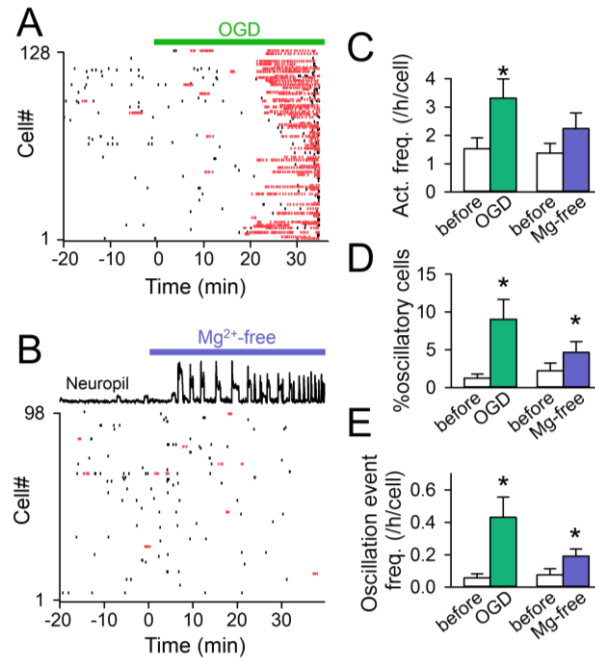 A
OGD
128
Cell#
1
-20 -10 0 10 20 30
Time (min)
B
Mg2+-free
Neuropil
98
Cell#
1
-20 -10 0 10 20 30
Time (min)
C
Act. freq. (/h/cell)
4
3
2
1
0
*
before OGD before Mg-free
D
%oscillatory cells
15
10
5
0
* *
before OGD before Mg-free
E
Oscillation event
freq. (/h/cell)
0.6
0.4
0.2
0.0
* *
before OGD before Mg-free